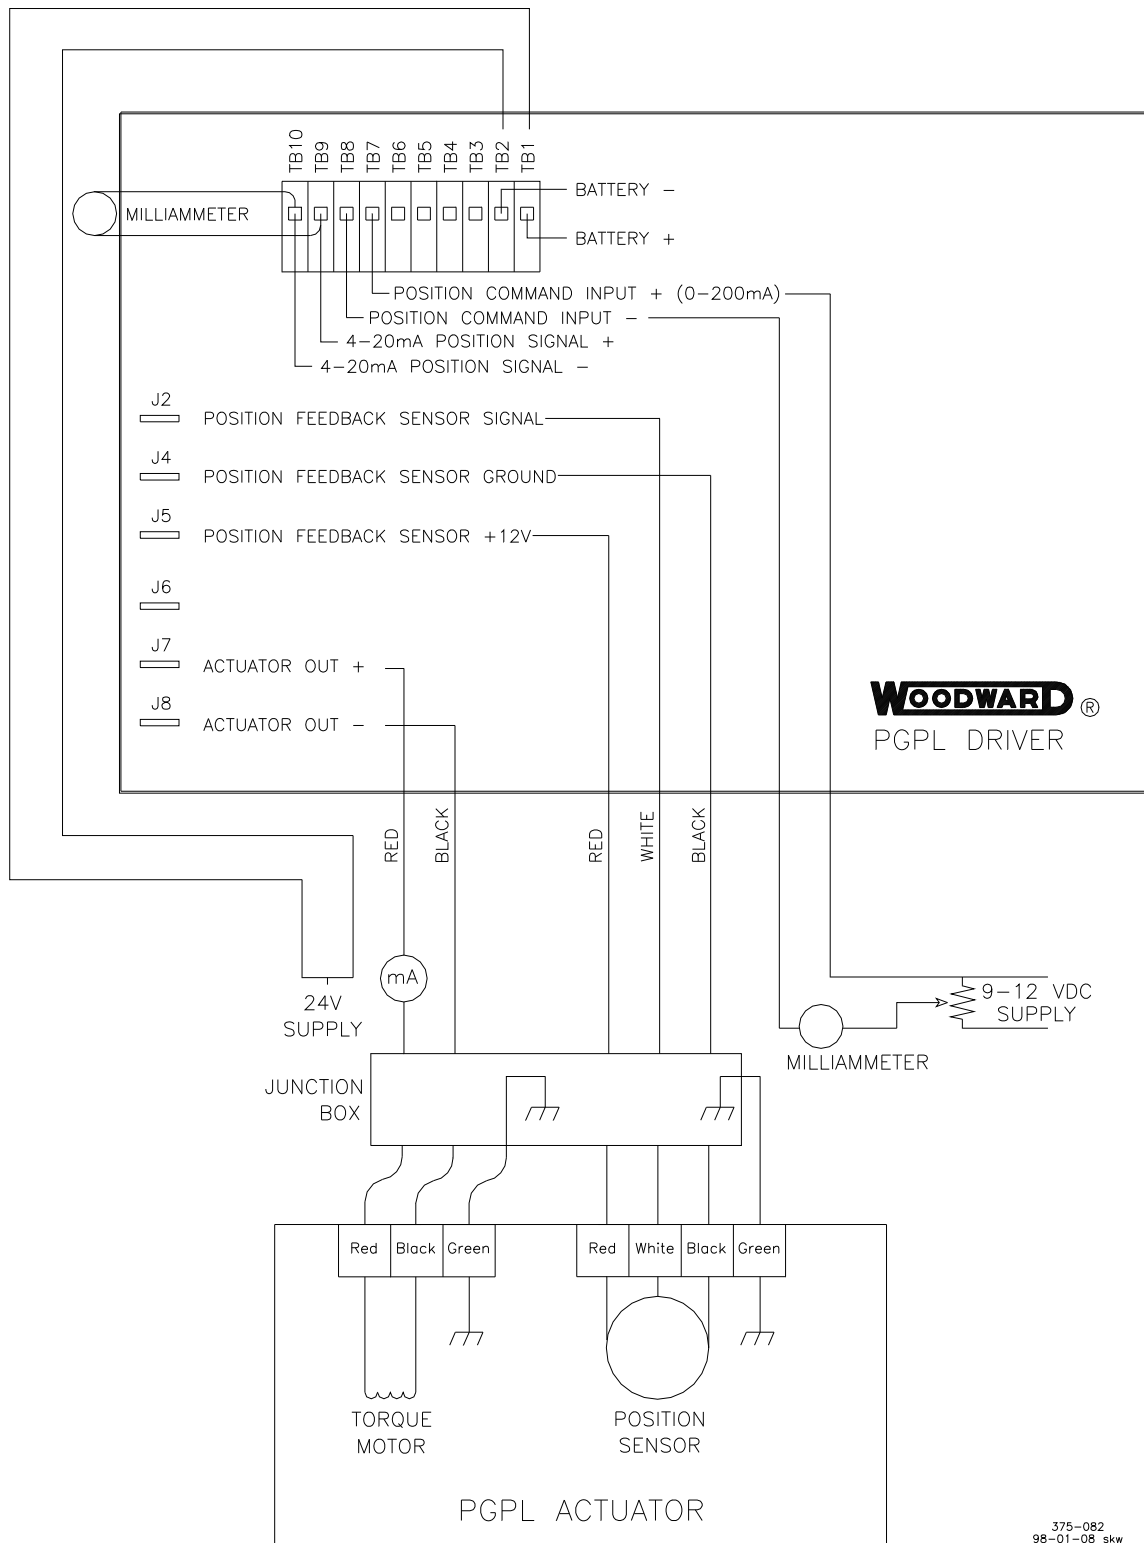 TB10
TB9
TB8
TB7
TB6
TB5
TB4
TB3
TB2
TB1
BATTERY −
MILLIAMMETER
BATTERY +
POSITION COMMAND INPUT + (0−200mA)
POSITION COMMAND INPUT −
4−20mA POSITION SIGNAL +
4−20mA POSITION SIGNAL −
J2
POSITION FEEDBACK SENSOR SIGNAL
J4
POSITION FEEDBACK SENSOR GROUND
J5
POSITION FEEDBACK SENSOR +12V
J6
J7
ACTUATOR OUT +
J8
ACTUATOR OUT −
WOODWARD ®
PGPL DRIVER
RED
BLACK
RED
WHITE
BLACK
mA
24V
SUPPLY
9−12 VDC
SUPPLY
MILLIAMMETER
JUNCTION
BOX
Red
Black
Green
Red
White
Black
Green
TORQUE
MOTOR
POSITION
SENSOR
PGPL ACTUATOR
375−082
98−01−08 skw